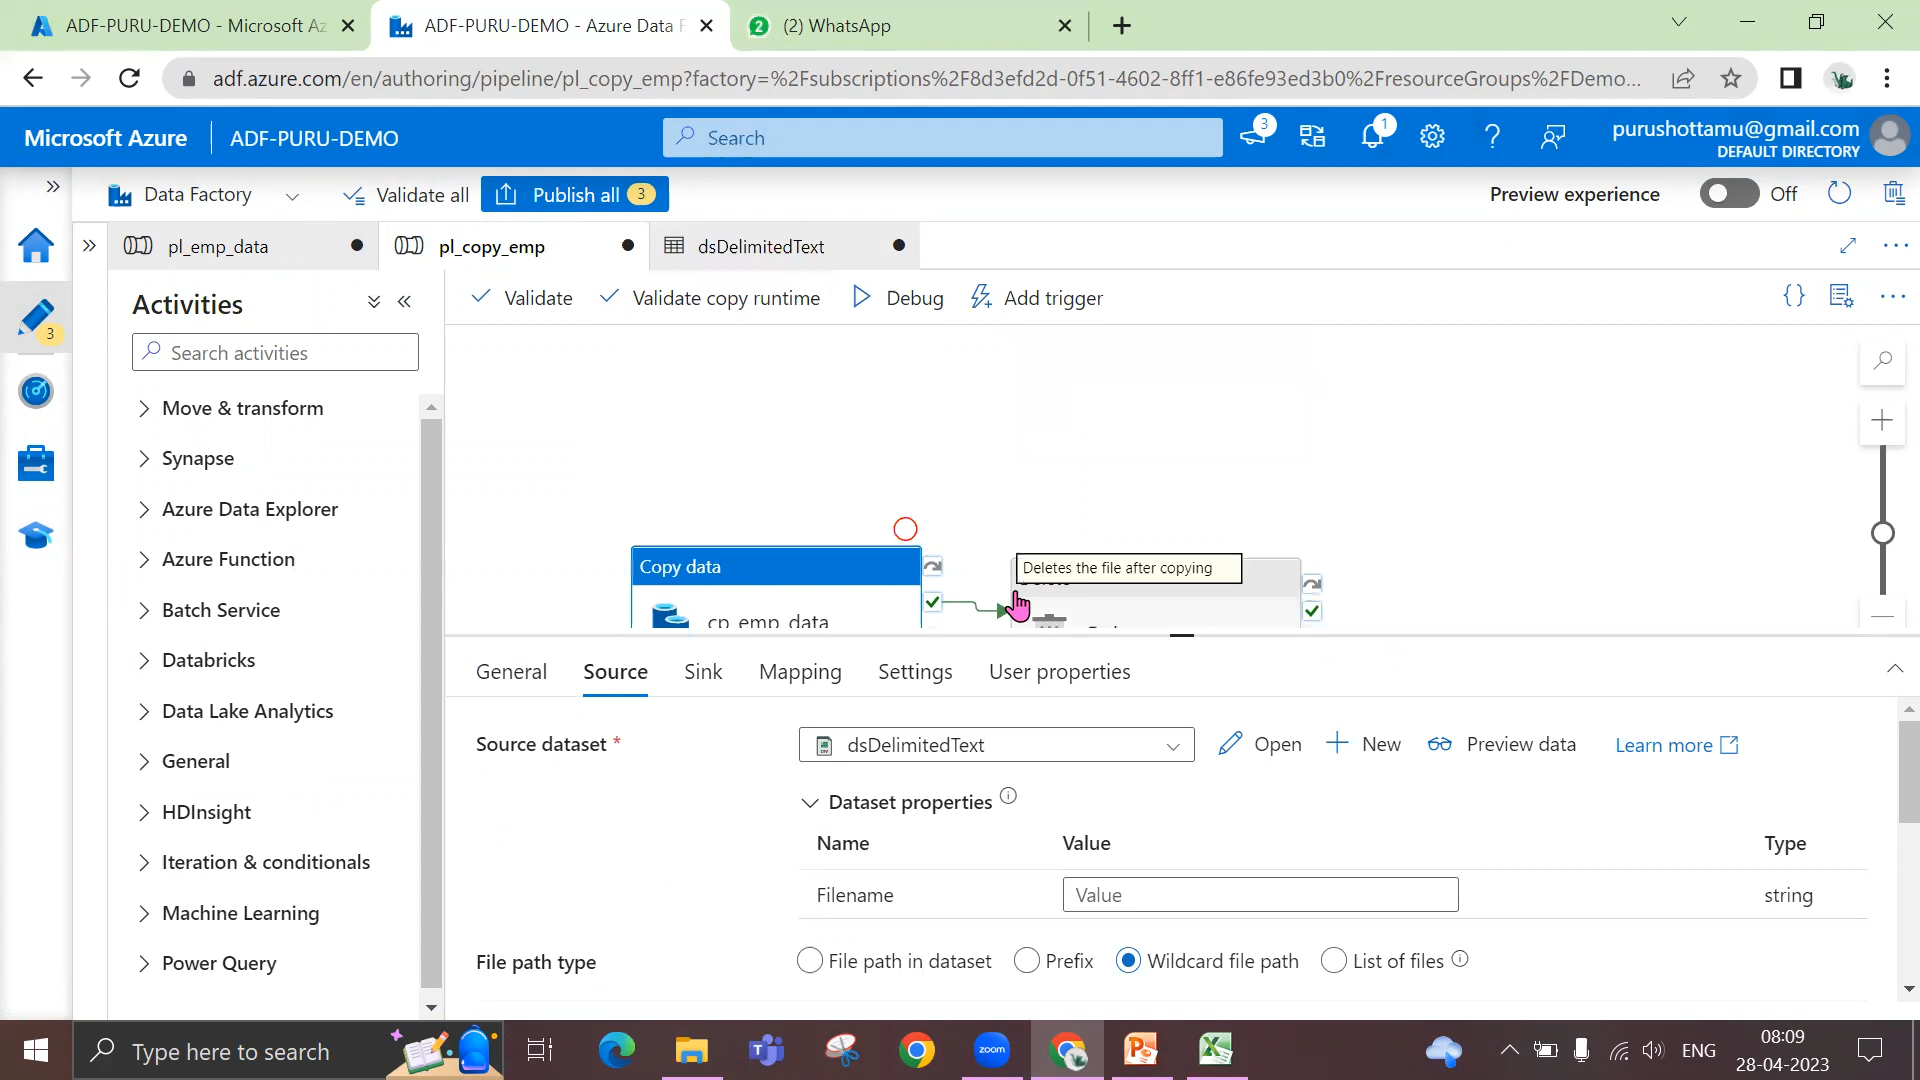 ADF-PURU-DEMO - Microsoft Az
ADF-PURU-DEMO - Azure Data F
2 (2) WhatsApp
adf.azure.com/en/authoring/pipeline/pl_copy_emp?factory=%2Fsubscriptions%2F8d3efd2d-0f51-4602-8ff1-e86fe93ed3b0%2FresourceGroups%2FDemo...
Microsoft Azure
ADF-PURU-DEMO
Search
3
1
purushottamu@gmail.com
DEFAULT DIRECTORY
Data Factory
Validate all
Publish all 3
Preview experience
Off
pl_emp_data
pl_copy_emp
dsDelimitedText
3
Activities
Search activities
Move & transform
Synapse
Azure Data Explorer
Azure Function
Batch Service
Databricks
Data Lake Analytics
General
HDInsight
Iteration & conditionals
Machine Learning
Power Query
Validate
Validate copy runtime
Debug
Add trigger
Copy data
cp_emp_data
Deletes the file after copying
General
Source
Sink
Mapping
Settings
User properties
Source dataset *
dsDelimitedText
Open
New
Preview data
Learn more
Dataset properties
Name
Value
Type
Filename
Value
string
File path type
File path in dataset
Prefix
Wildcard file path
List of files
Type here to search
zoom
ENG
08:09
28-04-2023